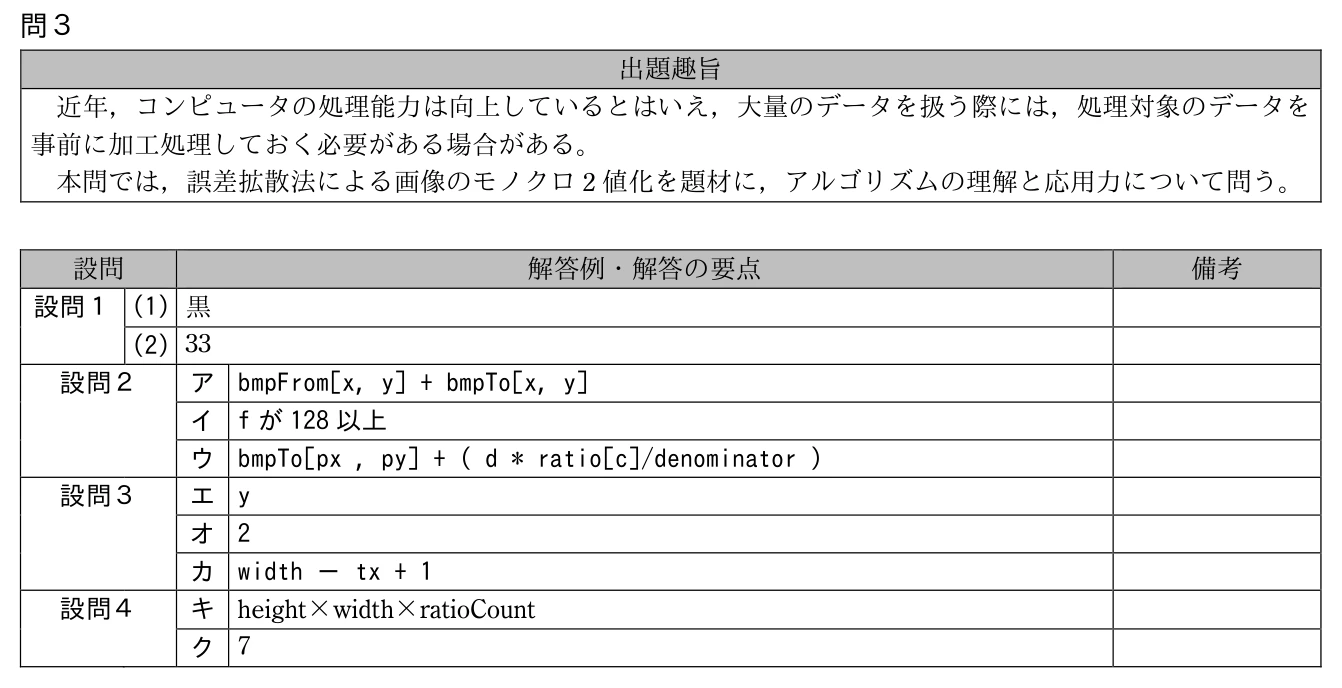 問3
出題趣旨
近年，コンピュータの処理能力は向上しているとはいえ，大量のデータを扱う際には，処理対象のデータを
事前に加工処理しておく必要がある場合がある。
本問では，誤差拡散法による画像のモノクロ2値化を題材に，アルゴリズムの理解と応用力について問う。
設問 解答例・解答の要点 備考
設問1 (1) 黒
(2) 33
設問2 ア bmpFrom[x, y] + bmpTo[x, y]
イ f が 128 以上
ウ bmpTo[px , py] + ( d * ratio[c]/denominator )
設問3 エ y
オ 2
カ width － tx + 1
設問4 キ height×width×ratioCount
ク 7